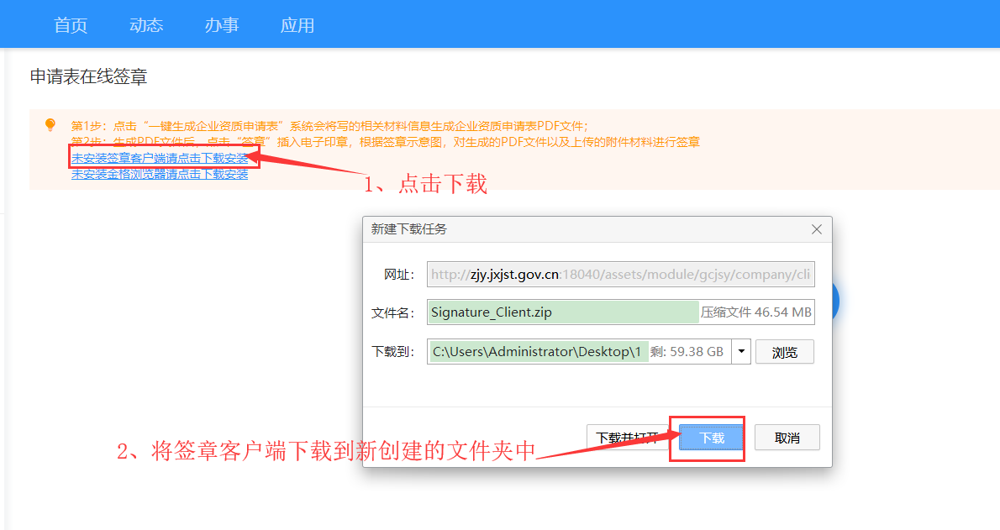 首页 动态 办事 应用
申请表在线签章
第1步：点击“一键生成企业资质申请表”系统会将写的相关材料信息生成企业资质申请表PDF文件；
第2步：生成PDF文件后，点击“签章”插入电子印章，根据签章示意图，对生成的PDF文件以及上传的附件材料进行签章
未安装签章客户端请点击下载安装
未安装金格浏览器请点击下载安装
1、点击下载
新建下载任务
网址： http://zjy.jxjst.gov.cn:18040/assets/module/gcjsy/company/cli
文件名： Signature_Client.zip 压缩文件 46.54 MB
下载到： C:\Users\Administrator\Desktop\1 剩: 59.38 GB 浏览
2、将签章客户端下载到新创建的文件夹中
下载并打开 下载 取消